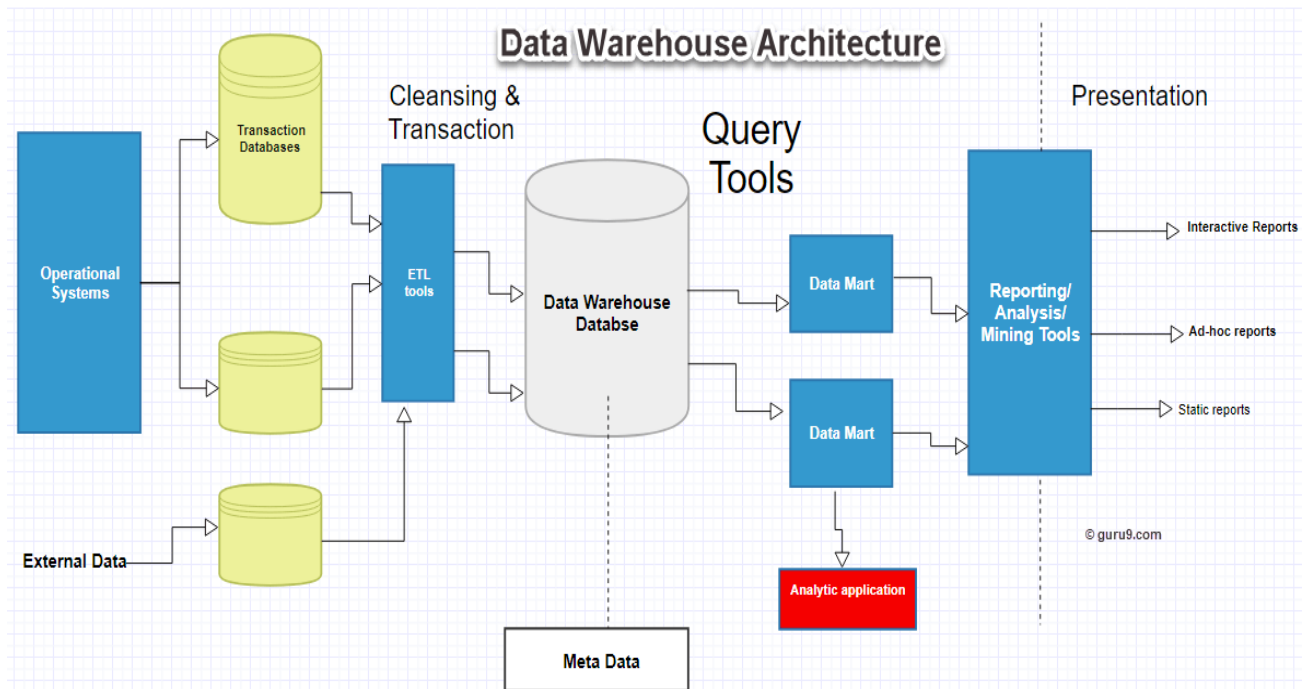 Data Warehouse Architecture
Cleansing &
Transaction
Query
Tools
Presentation
Transaction
Databases
Operational
Systems
ETL
tools
Data Warehouse
Databse
Data Mart
Data Mart
Reporting/
Analysis/
Mining Tools
Interactive Reports
Ad-hoc reports
Static reports
External Data
Analytic application
Meta Data
© guru9.com